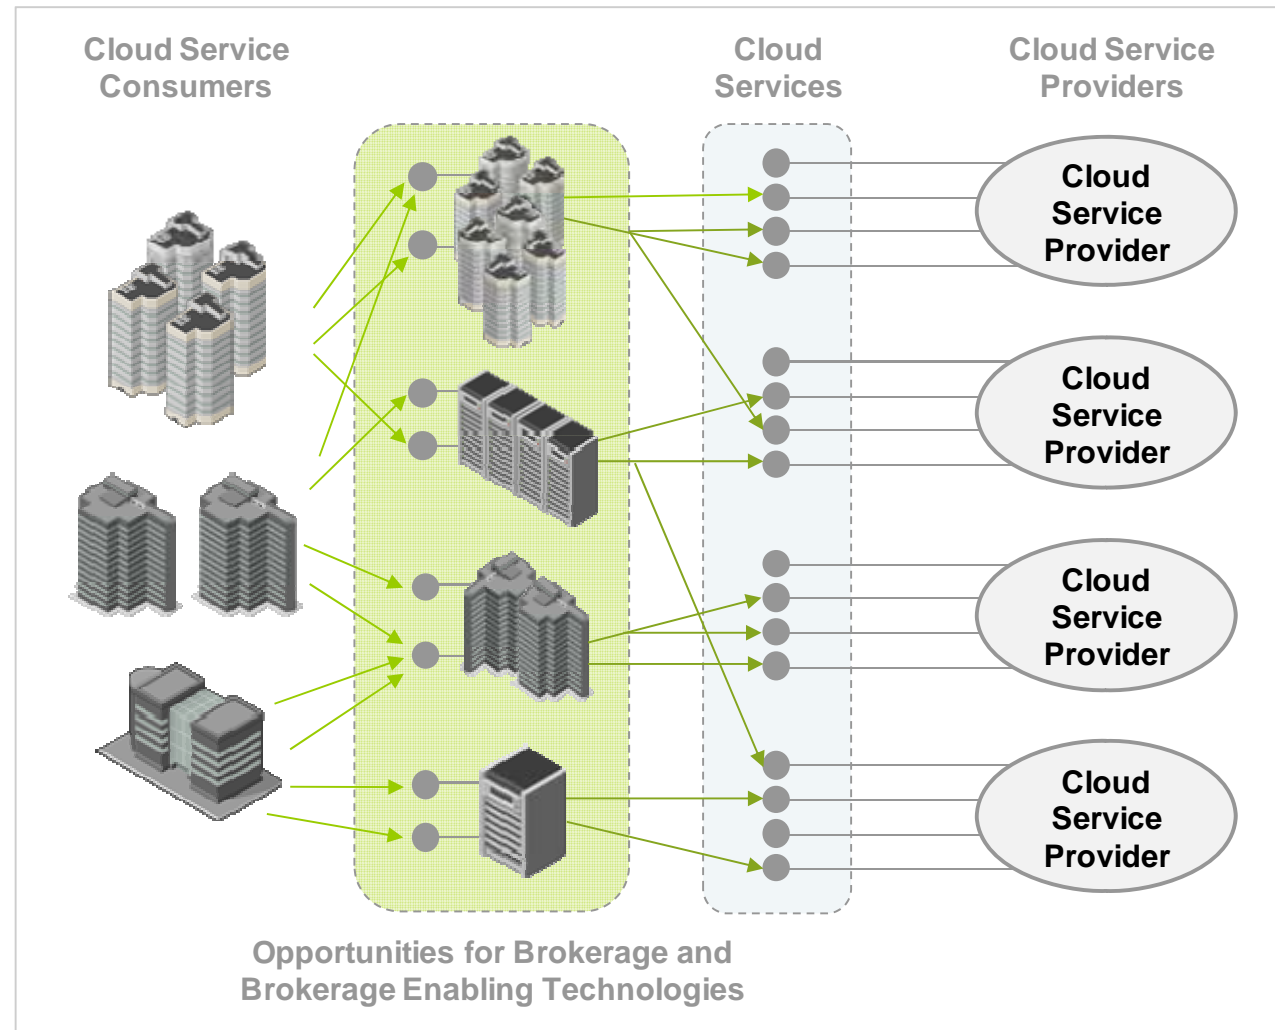 Cloud Service
Consumers
Cloud
Services
Cloud Service
Providers
Cloud
Service
Provider
Cloud
Service
Provider
Cloud
Service
Provider
Cloud
Service
Provider
Opportunities for Brokerage and
Brokerage Enabling Technologies